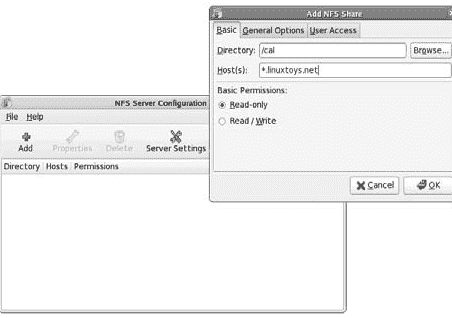 Add NFS Share
Basic General Options User Access
Directory: /cal Browse...
Host(s): *.linuxtoys.net
Basic Permissions:
Read-only
Read / Write
Cancel OK
NFS Server Configuration
File Help
Add Properties Delete Server Settings
Directory Hosts Permissions